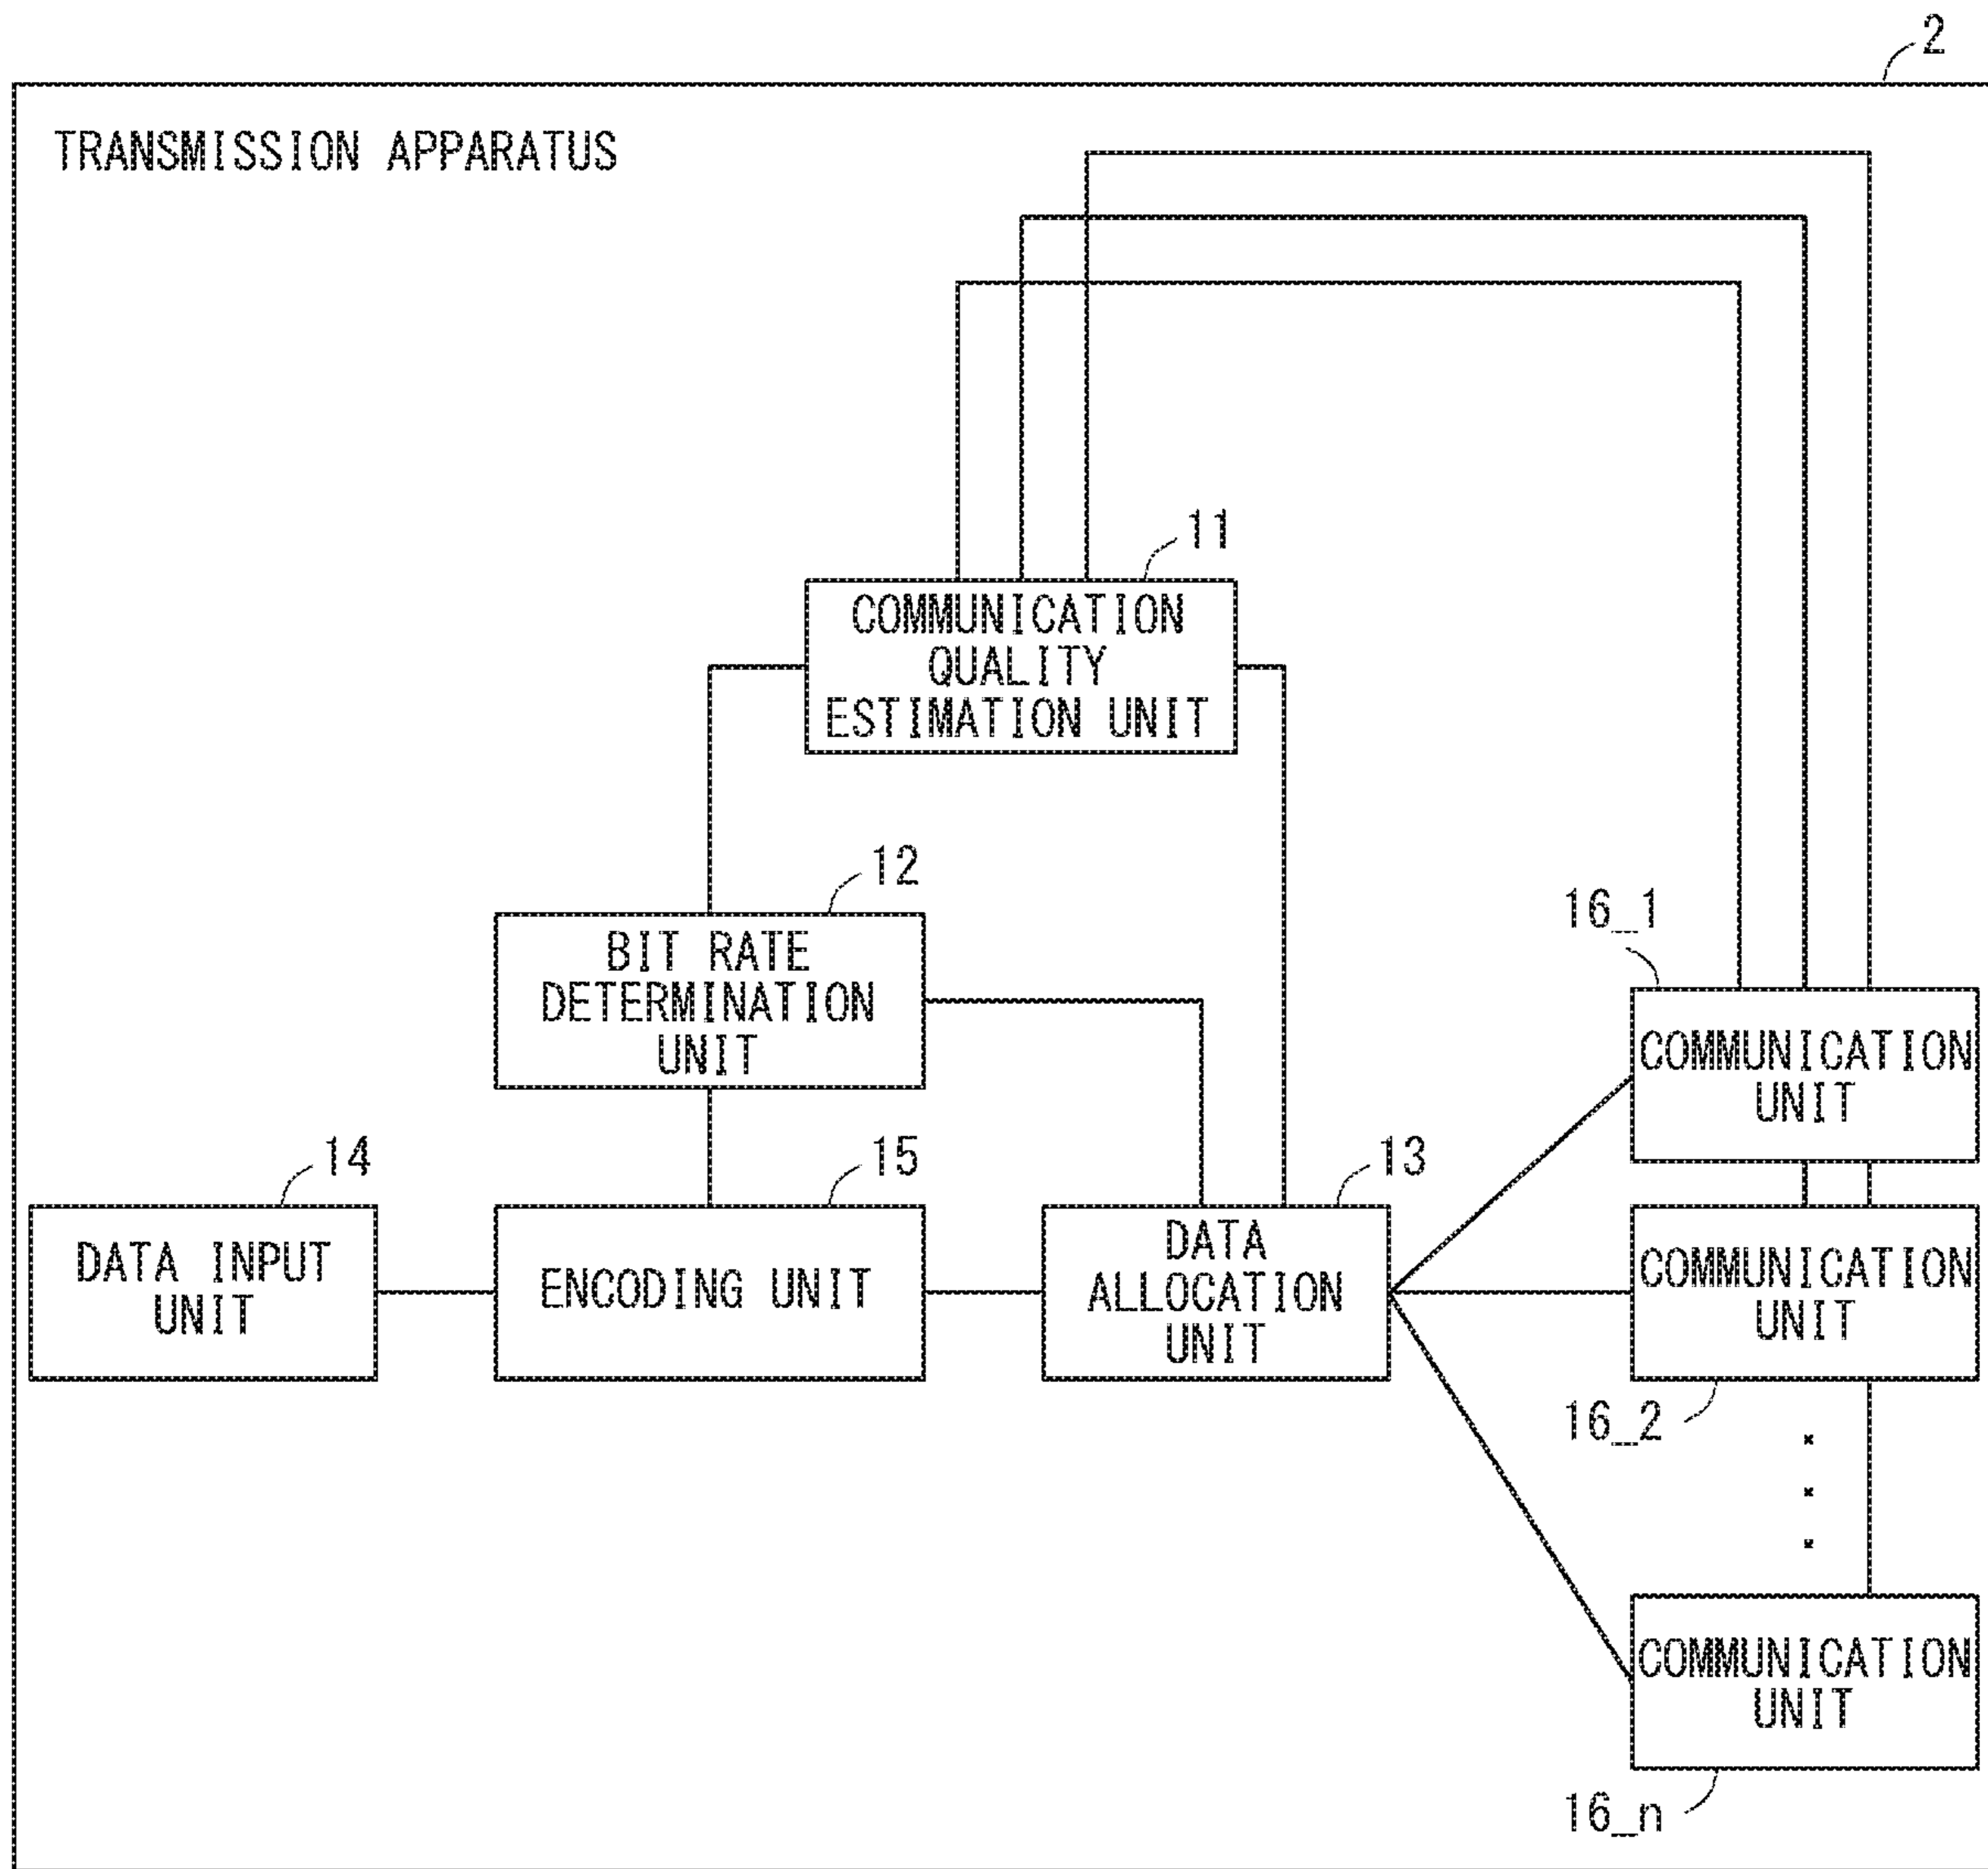 2
TRANSMISSION APPARATUS
11
COMMUNICATION
QUALITY
ESTIMATION UNIT
12
BIT RATE
DETERMINATION
UNIT
16_1
COMMUNICATION
UNIT
14
DATA INPUT
UNIT
15
ENCODING UNIT
13
DATA
ALLOCATION
UNIT
COMMUNICATION
UNIT
16_2
COMMUNICATION
UNIT
16_n